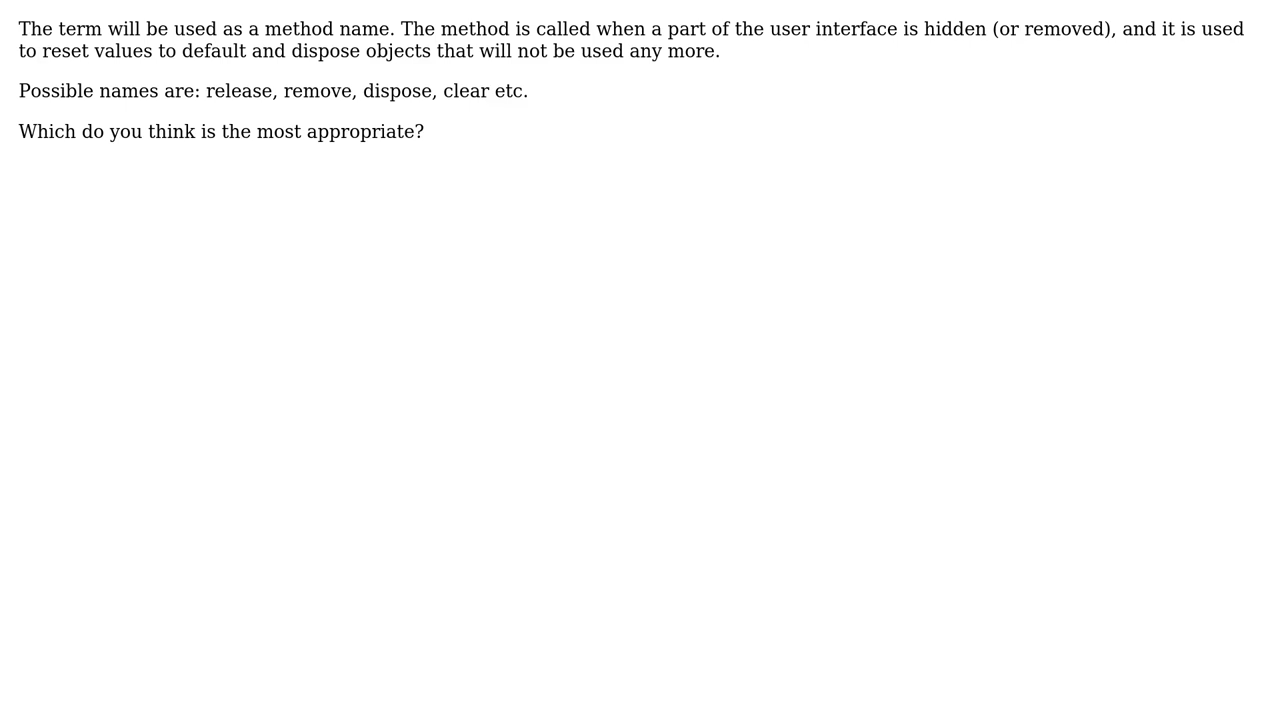 The term will be used as a method name. The method is called when a part of the user interface is hidden (or removed), and it is used
to reset values to default and dispose objects that will not be used any more.
Possible names are: release, remove, dispose, clear etc.
Which do you think is the most appropriate?